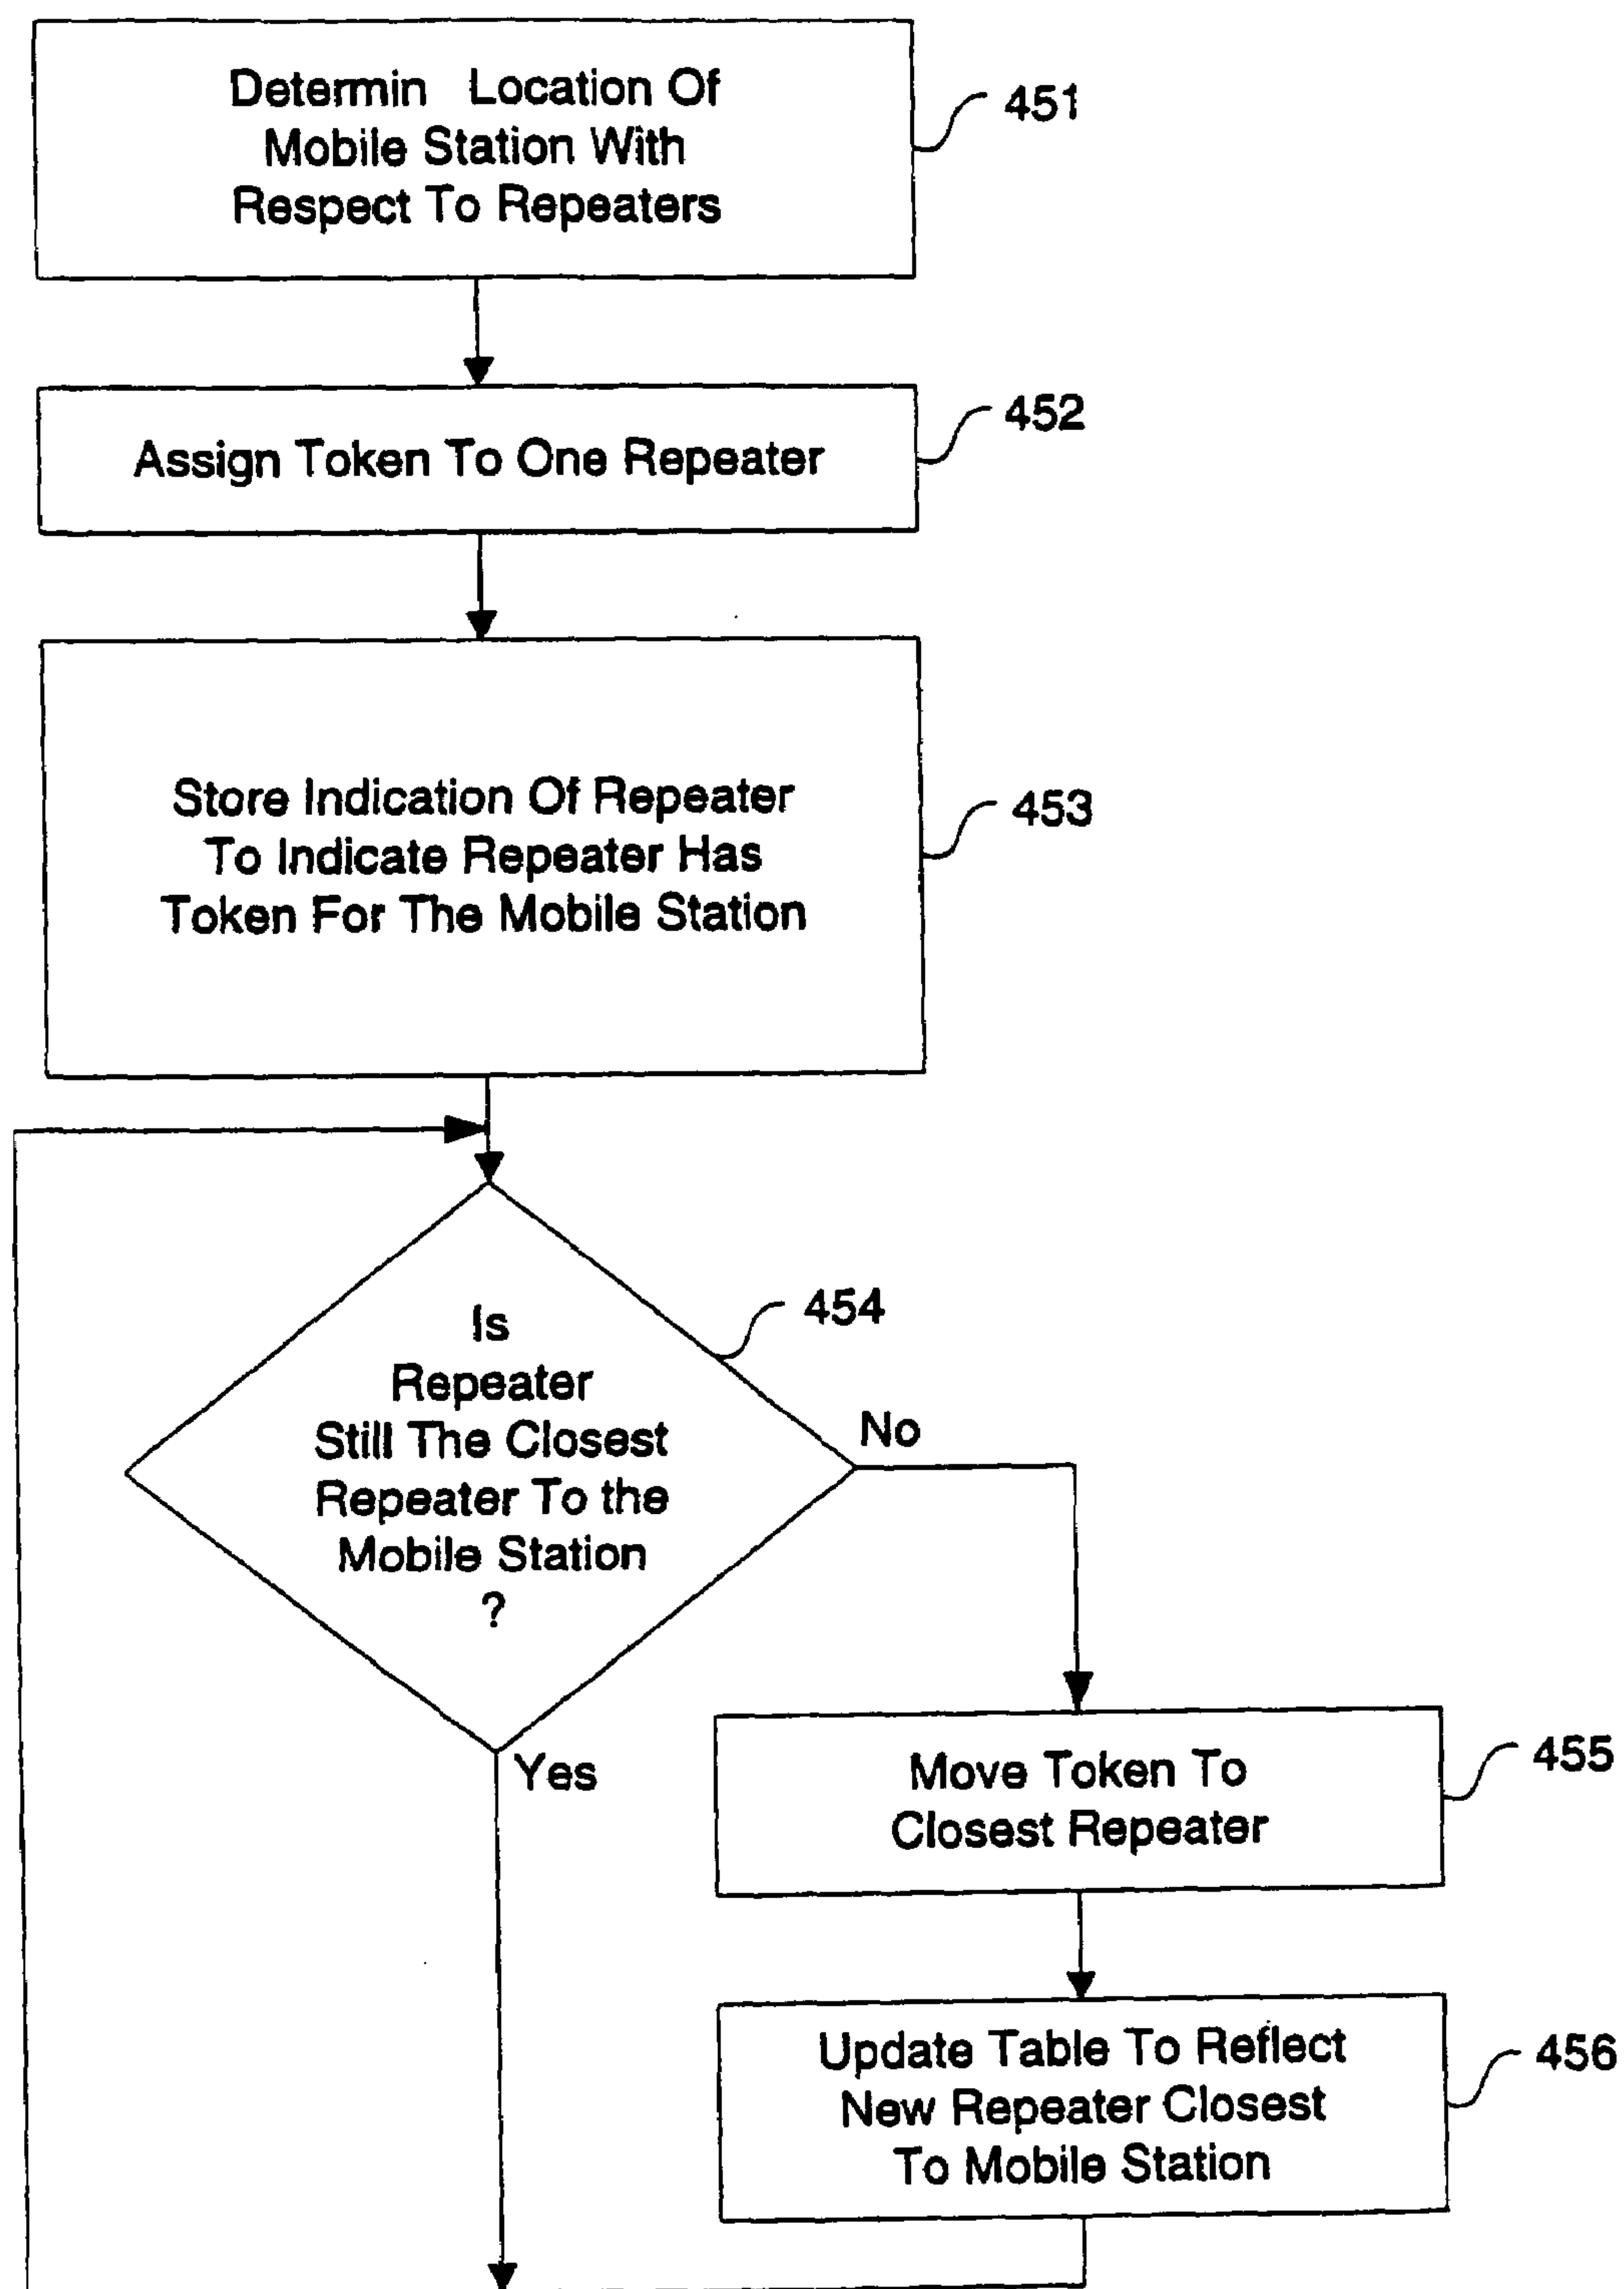 Determin Location Of
Mobile Station With
Respect To Repeaters
451
Assign Token To One Repeater
452
Store Indication Of Repeater
To Indicate Repeater Has
Token For The Mobile Station
453
Is
Repeater
Still The Closest
Repeater To the
Mobile Station
?
454
No
Yes
Move Token To
Closest Repeater
455
Update Table To Reflect
New Repeater Closest
To Mobile Station
456